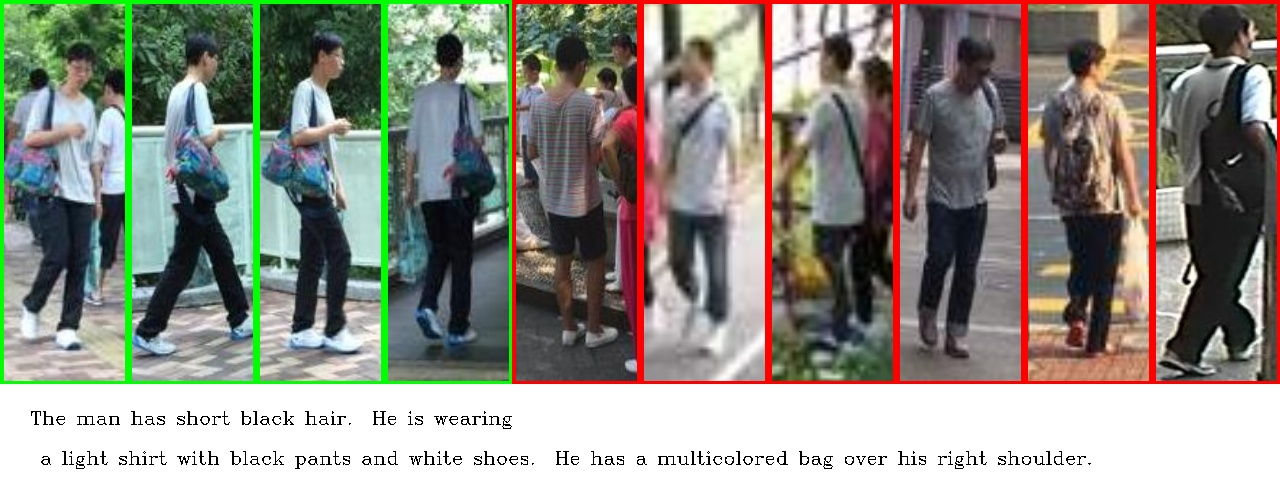 The man has short black hair. He is wearing
a light shirt with black pants and white shoes. He has a multicolored bag over his right shoulder.